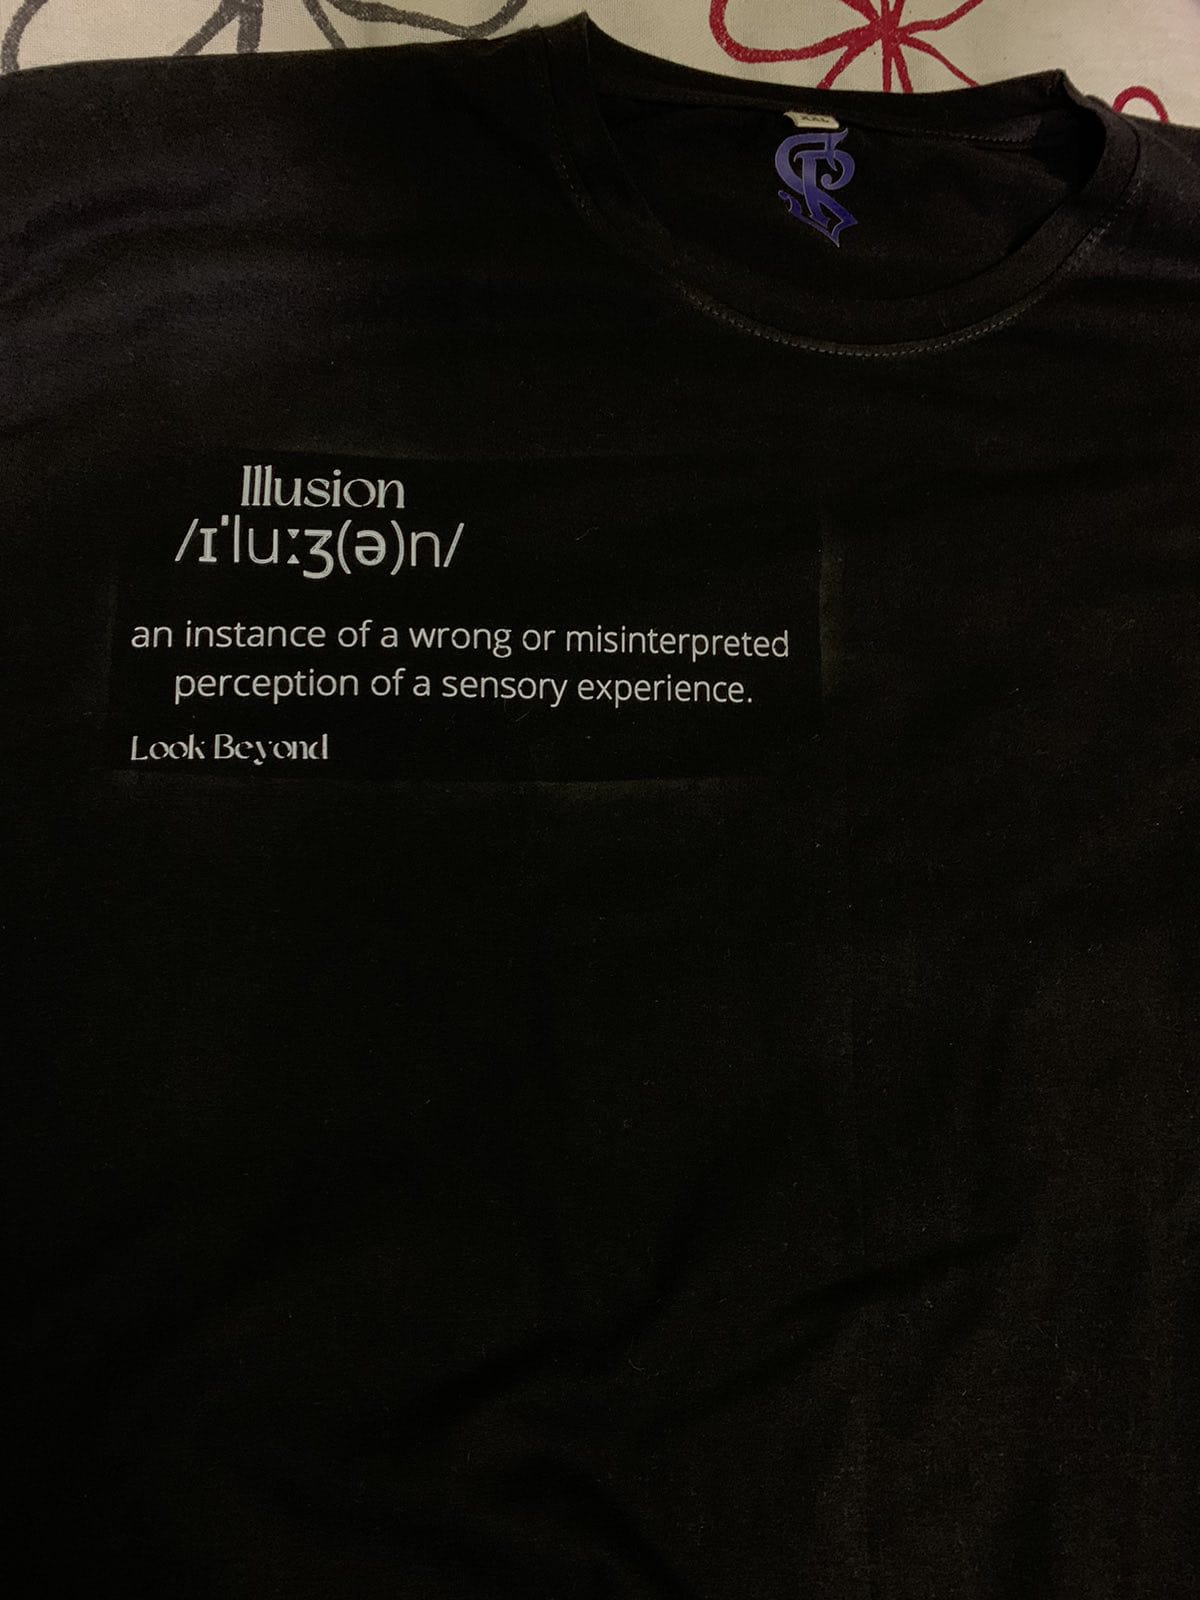 XXL
Illusion
/ɪˈluːʒ(ə)n/
an instance of a wrong or misinterpreted
perception of a sensory experience.
Look Beyond